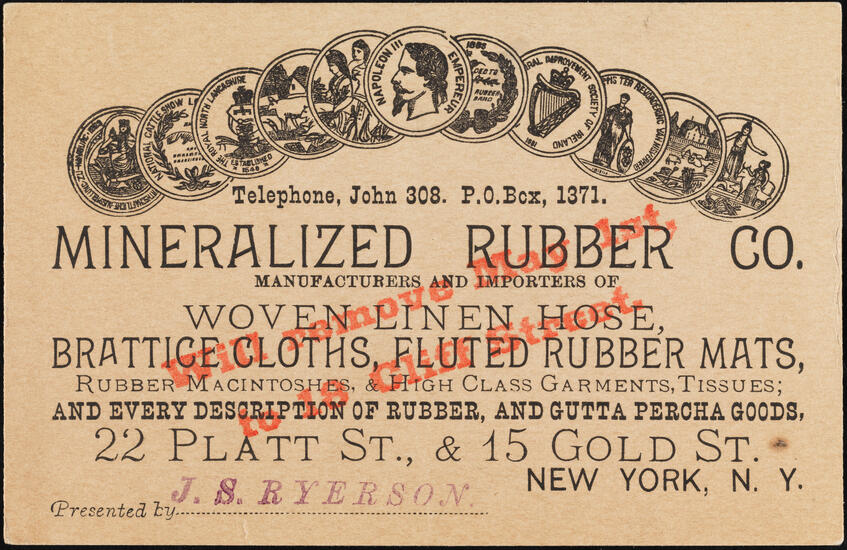 NATIONAL CATTLE SHOW
THE ROYAL NORTH LANCASHIRE
ESTABLISHED
1848
NAPOLEON III EMPEREUR
RUBBER
IMPROVEMENT SOCIETY OF IRELAND
Telephone, John 308. P.O.Box, 1371.
MINERALIZED RUBBER CO.
MANUFACTURERS AND IMPORTERS OF
WOVEN LINEN HOSE,
BRATTICE CLOTHS, FLUTED RUBBER MATS,
RUBBER MACINTOSHES, & HIGH CLASS GARMENTS, TISSUES;
AND EVERY DESCRIPTION OF RUBBER, AND GUTTA PERCHA GOODS,
22 PLATT ST., & 15 GOLD ST.
NEW YORK, N. Y.
Presented by J. S. RYERSON.
Will remove May 1st,
to 18 Cliff Street.